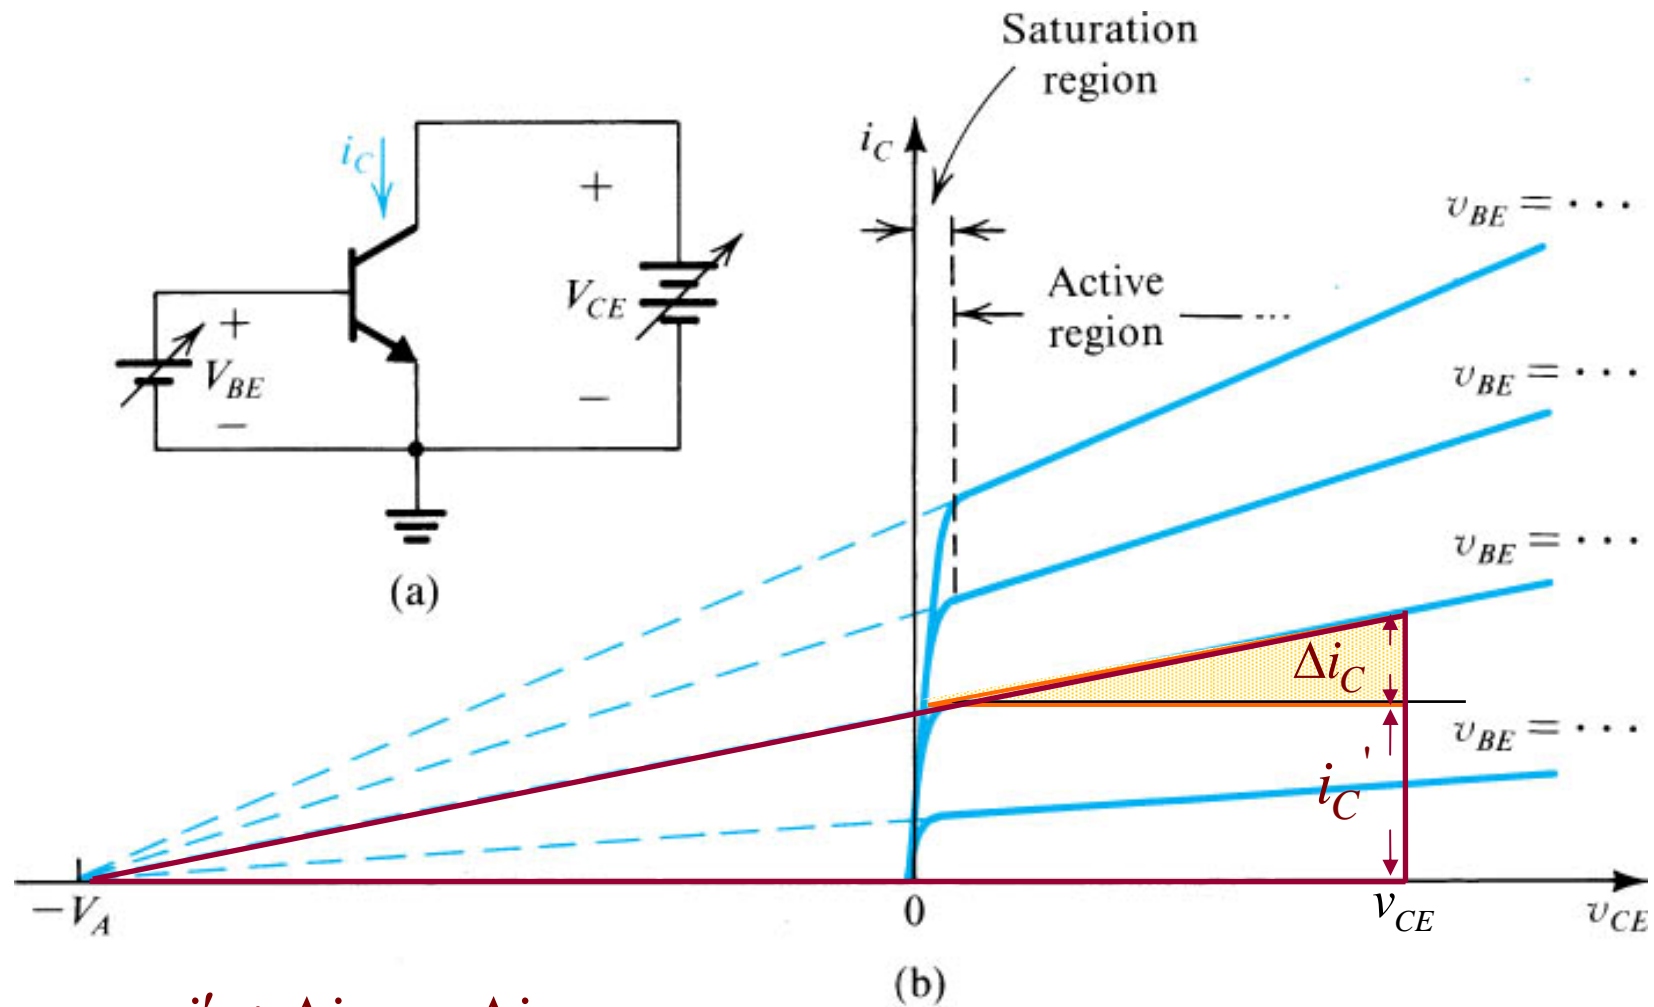 Saturation
region
i_C
i_C
+
v_BE = · · ·
Active
region
V_CE
+
V_BE
−
−
v_BE = · · ·
(a)
v_BE = · · ·
Δi_C
v_BE = · · ·
i_C'
−V_A
0
v_CE
v_CE
(b)